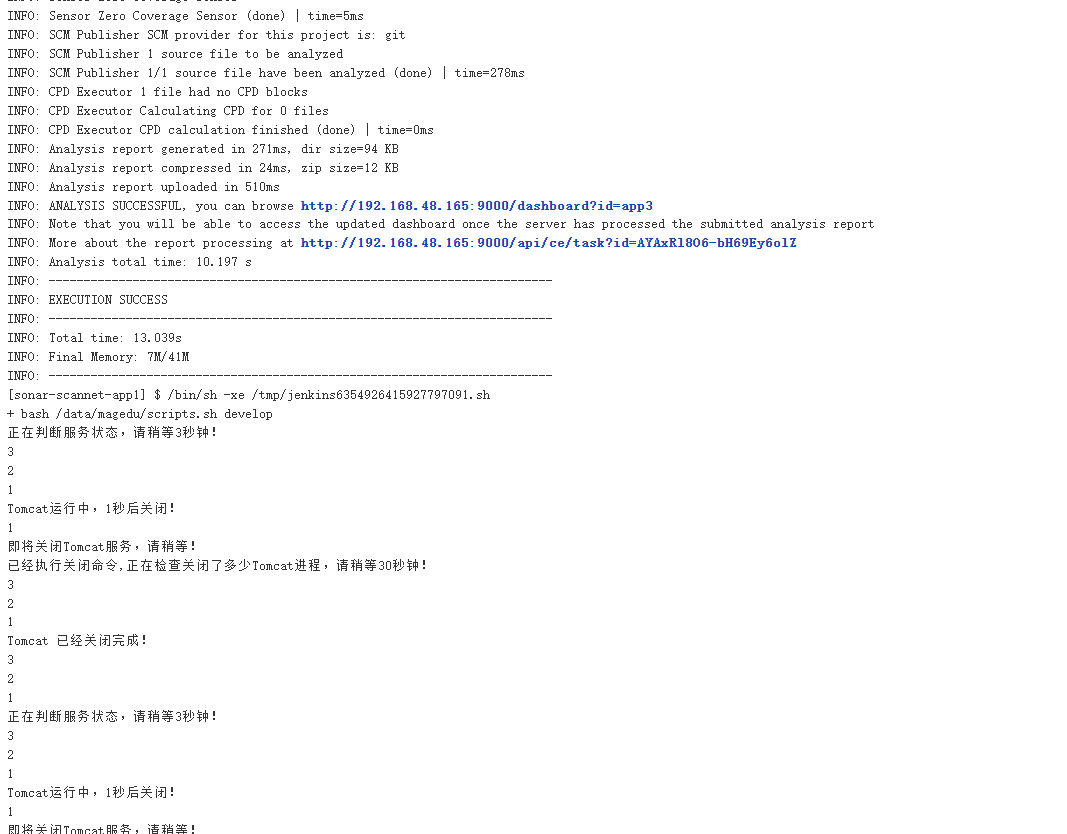 INFO: Sensor Zero Coverage Sensor
INFO: Sensor Zero Coverage Sensor (done) | time=5ms
INFO: SCM Publisher SCM provider for this project is: git
INFO: SCM Publisher 1 source file to be analyzed
INFO: SCM Publisher 1/1 source file have been analyzed (done) | time=278ms
INFO: CPD Executor 1 file had no CPD blocks
INFO: CPD Executor Calculating CPD for 0 files
INFO: CPD Executor CPD calculation finished (done) | time=0ms
INFO: Analysis report generated in 271ms, dir size=94 KB
INFO: Analysis report compressed in 24ms, zip size=12 KB
INFO: Analysis report uploaded in 510ms
INFO: ANALYSIS SUCCESSFUL, you can browse http://192.168.48.165:9000/dashboard?id=app3
INFO: Note that you will be able to access the updated dashboard once the server has processed the submitted analysis report
INFO: More about the report processing at http://192.168.48.165:9000/api/ce/task?id=AYAxRl8O6-bH69Ey6olZ
INFO: Analysis total time: 10.197 s
INFO: ------------------------------------------------------------------------
INFO: EXECUTION SUCCESS
INFO: ------------------------------------------------------------------------
INFO: Total time: 13.039s
INFO: Final Memory: 7M/41M
INFO: ------------------------------------------------------------------------
[sonar-scannet-app1] $ /bin/sh -xe /tmp/jenkins6354926415927797091.sh
+ bash /data/magedu/scripts.sh develop
正在判断服务状态，请稍等3秒钟！
3
2
1
Tomcat运行中，1秒后关闭！
1
即将关闭Tomcat服务，请稍等！
已经执行关闭命令,正在检查关闭了多少Tomcat进程，请稍等30秒钟！
3
2
1
Tomcat 已经关闭完成！
3
2
1
正在判断服务状态，请稍等3秒钟！
3
2
1
Tomcat运行中，1秒后关闭！
1
即将关闭Tomcat服务，请稍等！